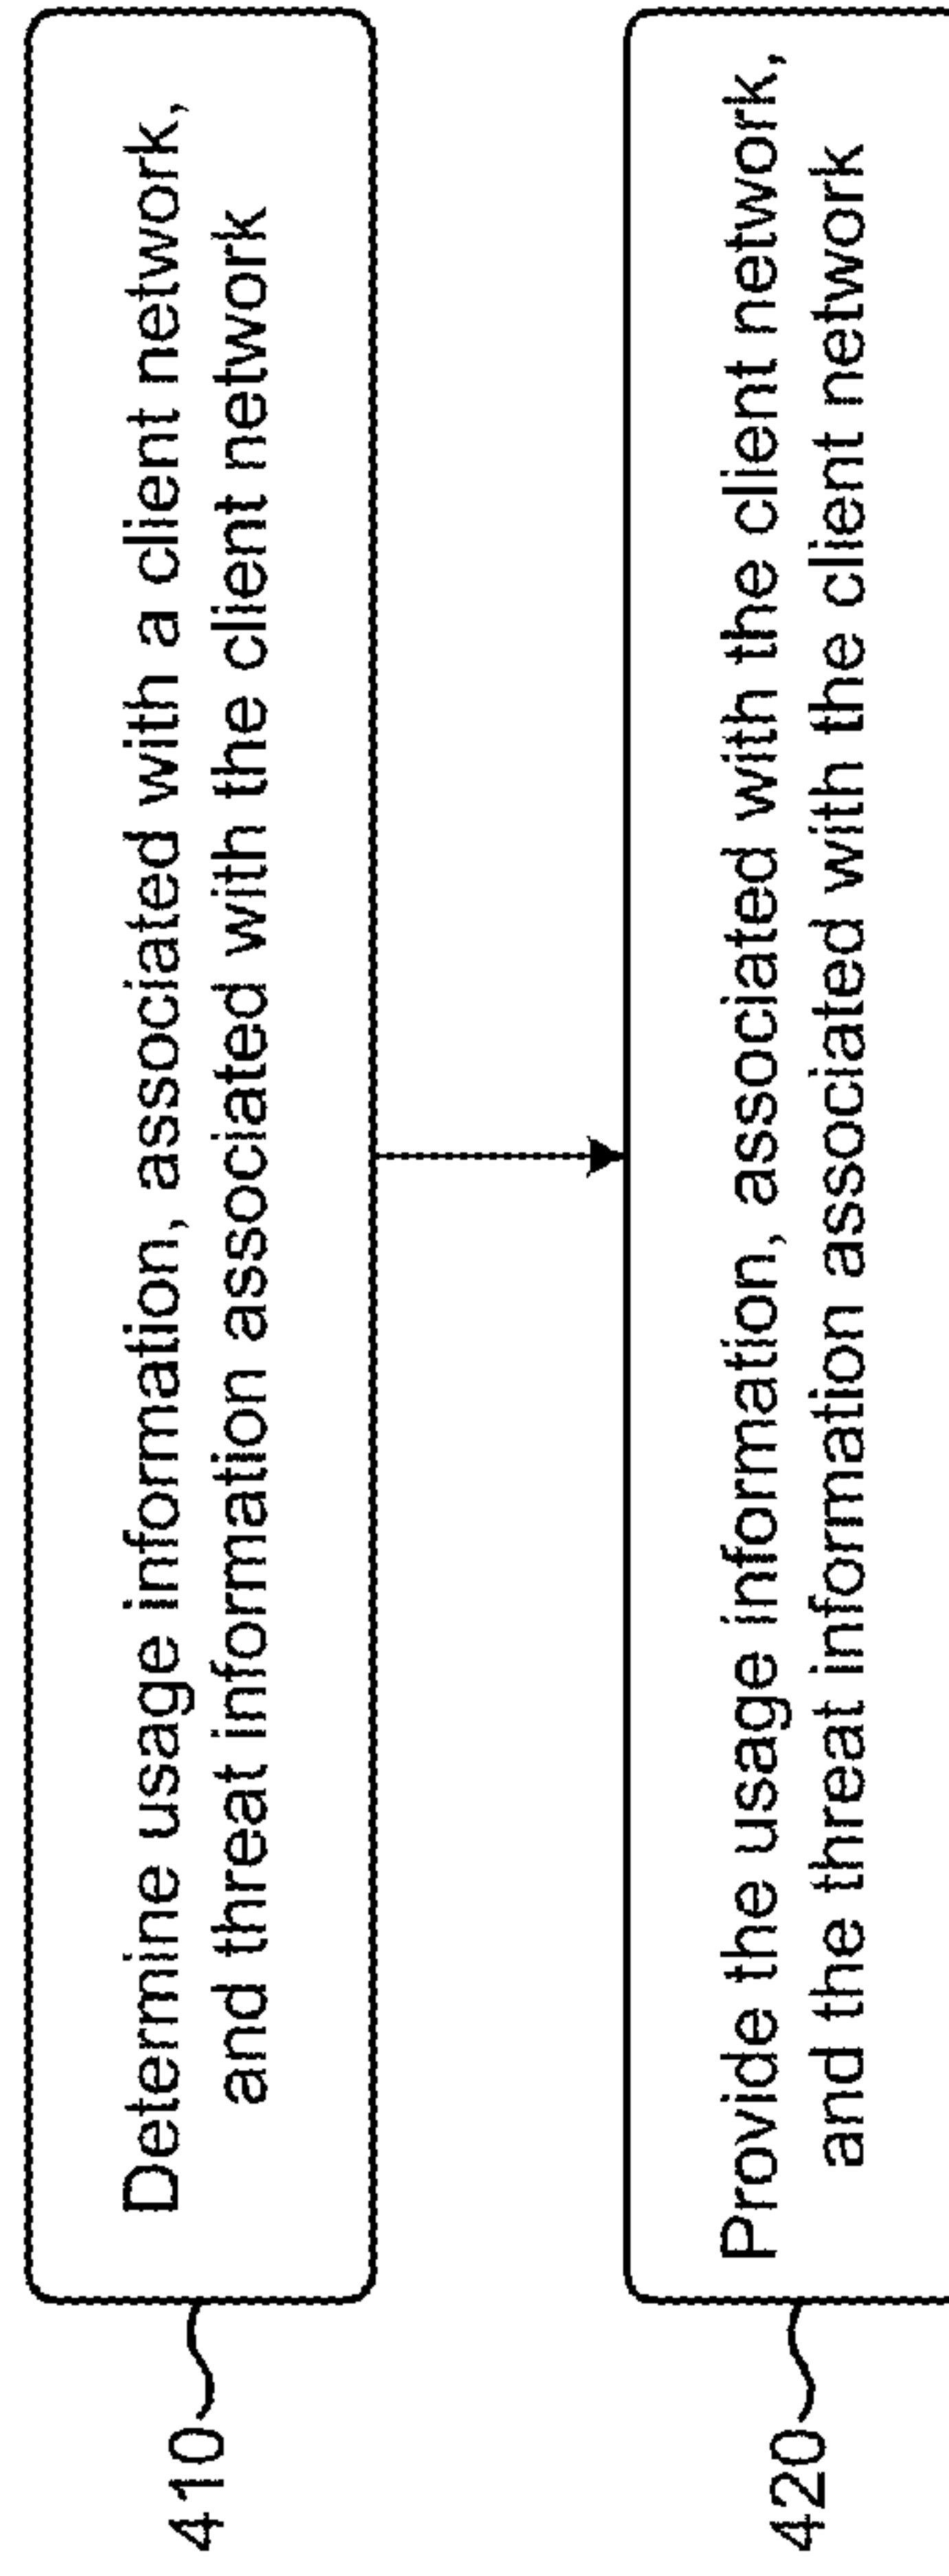 410
Determine usage information, associated with a client network,
and threat information associated with the client network
420
Provide the usage information, associated with the client network,
and the threat information associated with the client network